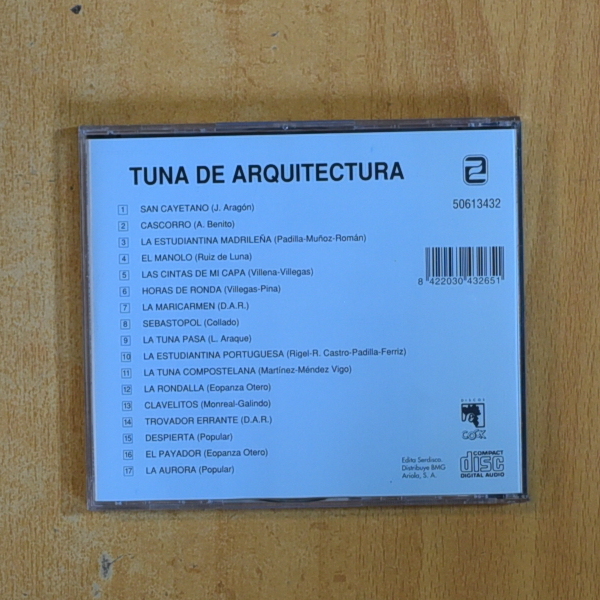 TUNA DE ARQUITECTURA
50613432
1 SAN CAYETANO (J. Aragón)
2 CASCORRO (A. Benito)
3 LA ESTUDIANTINA MADRILEÑA (Padilla-Muñoz-Román)
4 EL MANOLO (Ruiz de Luna)
5 LAS CINTAS DE MI CAPA (Villena-Villegas)
6 HORAS DE RONDA (Villegas-Pina)
7 LA MARICARMEN (D.A.R.)
8 SEBASTOPOL (Collado)
9 LA TUNA PASA (L. Araque)
10 LA ESTUDIANTINA PORTUGUESA (Rigel-R. Castro-Padilla-Ferriz)
11 LA TUNA COMPOSTELANA (Martínez-Méndez Vigo)
12 LA RONDALLA (Eopanza Otero)
13 CLAVELITOS (Monreal-Galindo)
14 TROVADOR ERRANTE (D.A.R.)
15 DESPIERTA (Popular)
16 EL PAYADOR (Eopanza Otero)
17 LA AURORA (Popular)
8 422030 432651
DISCOS
Edita Serdisco
Distribuye BMG
Ariola, S. A.
COMPACT
disc
DIGITAL AUDIO